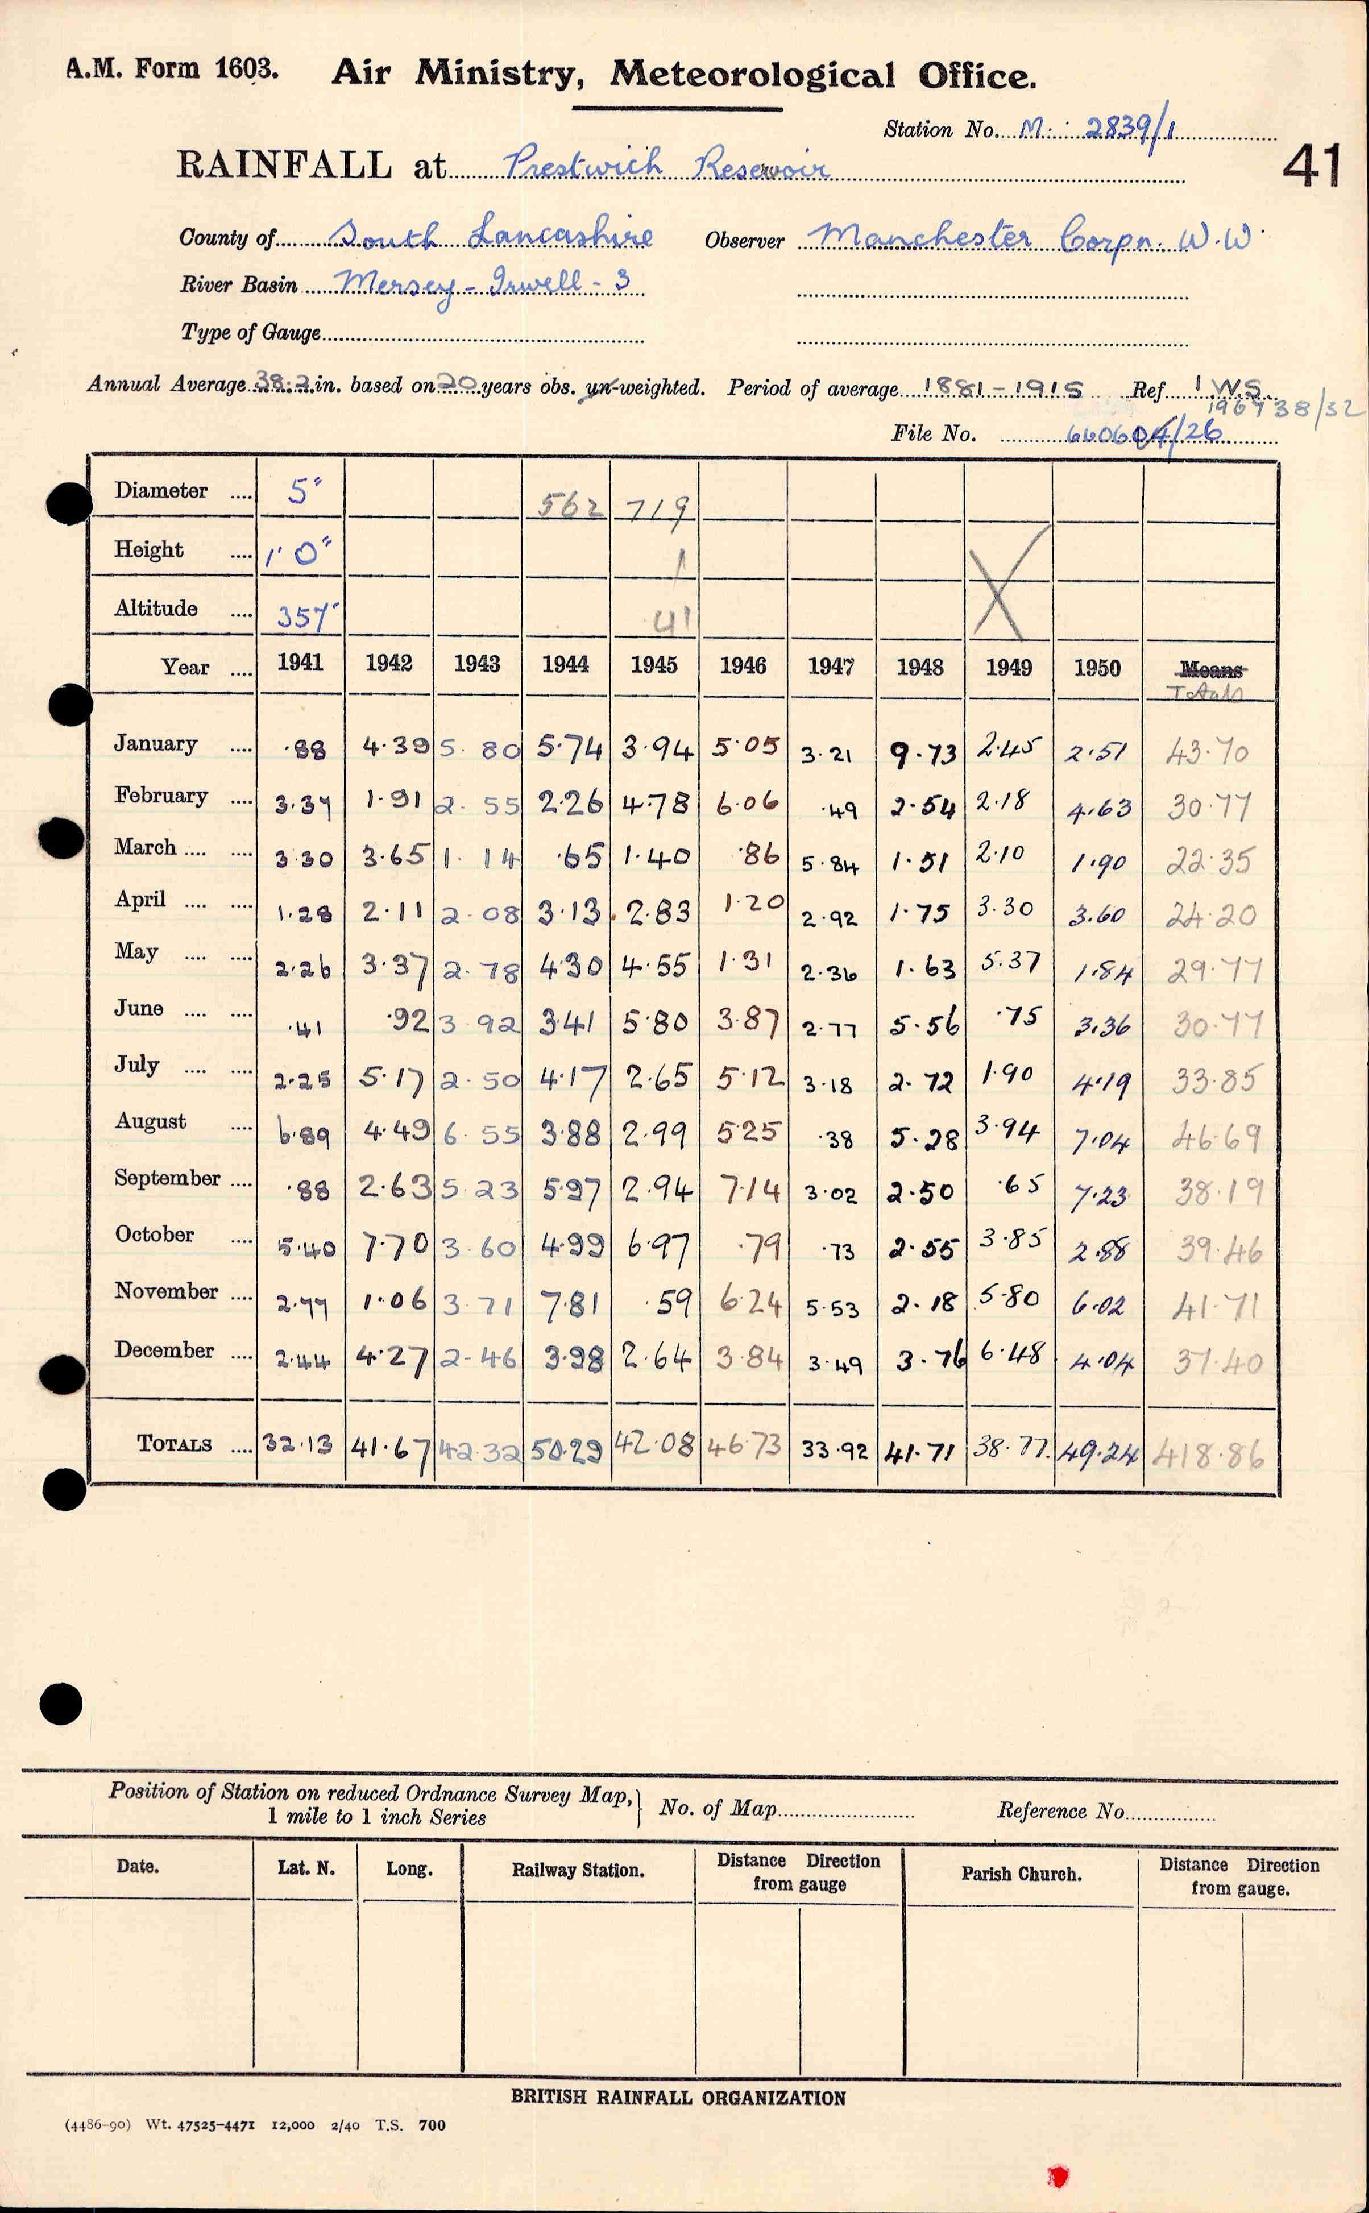 A.M. Form 1603. Air Ministry, Meteorological Office.
Station No. M. 2839/1
41
RAINFALL at Prestwich Reservoir
County of South Lancashire Observer Manchester Corpn. W.W.
River Basin Mersey - Irwell - 3
Type of Gauge
Annual Average 38.2 in. based on 20 years obs. un-weighted. Period of average 1881-1915 Ref. I.W.S.
1967 38/32
File No. 660604/26
Diameter .... 5" 562 719
Height .... 1' 0" 1
Altitude .... 357' 41
Year .... 1941 1942 1943 1944 1945 1946 1947 1948 1949 1950 Means
Totals
January .... .88 4.39 5.80 5.74 3.94 5.05 3.21 9.73 2.45 2.51 43.70
February .... 3.37 1.91 2.55 2.26 4.78 6.06 .49 2.54 2.18 4.63 30.77
March .... .... 3.30 3.65 1.14 .65 1.40 .86 5.84 1.51 2.10 1.90 22.35
April .... .... 1.28 2.11 2.08 3.13 2.83 1.20 2.92 1.75 3.30 3.60 24.20
May .... .... 2.26 3.37 2.78 4.30 4.55 1.31 2.36 1.63 5.37 1.84 29.77
June .... .... .41 .92 3.92 3.41 5.80 3.87 2.77 5.56 .75 3.36 30.77
July .... .... 2.25 5.17 2.50 4.17 2.65 5.12 3.18 2.72 1.90 4.19 33.85
August .... 6.89 4.49 6.55 3.88 2.99 5.25 .38 5.28 3.94 7.04 46.69
September .... .88 2.63 5.23 5.97 2.94 7.14 3.02 2.50 .65 7.23 38.19
October .... 5.40 7.70 3.60 4.99 6.97 .79 .73 2.55 3.85 2.88 39.46
November .... 2.77 1.06 3.71 7.81 .59 6.24 5.53 2.18 5.80 6.02 41.71
December .... 2.44 4.27 2.46 3.98 2.64 3.84 3.49 3.76 6.48 4.04 37.40
TOTALS .... 32.13 41.67 42.32 50.29 42.08 46.73 33.92 41.71 38.77 49.24 418.86
Position of Station on reduced Ordnance Survey Map,
1 mile to 1 inch Series } No. of Map Reference No.
Date. Lat. N. Long. Railway Station. Distance from gauge Direction Parish Church. Distance Direction from gauge.
BRITISH RAINFALL ORGANIZATION
(4486-90) Wt. 47525-4471 12,000 2/40 T.S. 700